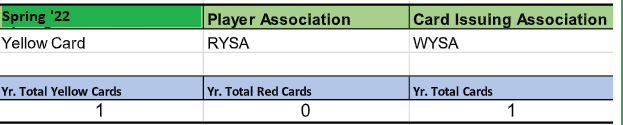 Spring '22 Player Association Card Issuing Association
Yellow Card RYSA WYSA
Yr. Total Yellow Cards Yr. Total Red Cards Yr. Total Cards
1 0 1